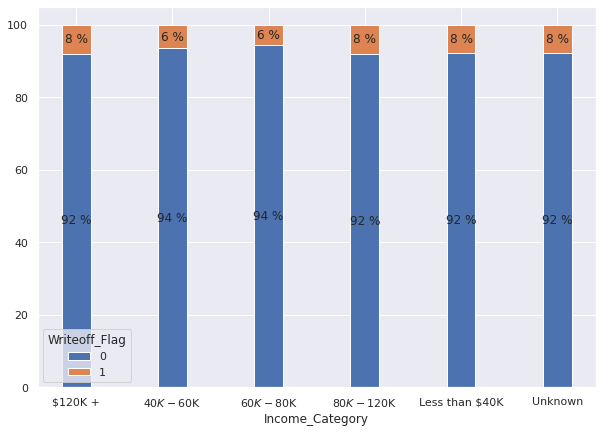 100
80
60
40
20
0
8 % 6 % 6 % 8 % 8 % 8 %
92 % 94 % 94 % 92 % 92 % 92 %
Writeoff_Flag
0
1
$120K + 40K − 60K 60K − 80K 80K − 120K Less than $40K Unknown
Income_Category